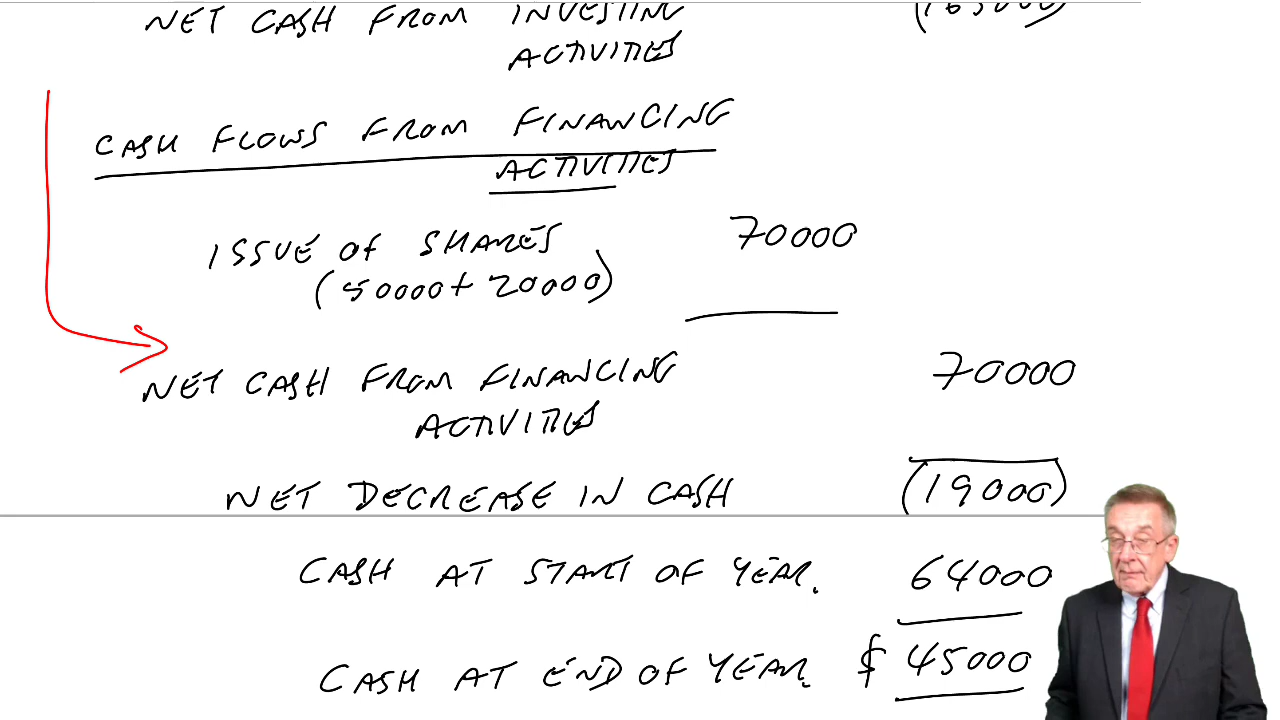 NET CASH FROM INVESTING
ACTIVITIES
CASH FLOWS FROM FINANCING
ACTIVITIES
ISSUE OF SHARES 70000
(50000+20000)
NET CASH FROM FINANCING 70000
ACTIVITIES
NET DECREASE IN CASH (19000)
CASH AT START OF YEAR. 64000
CASH AT END OF YEAR. $ 45000